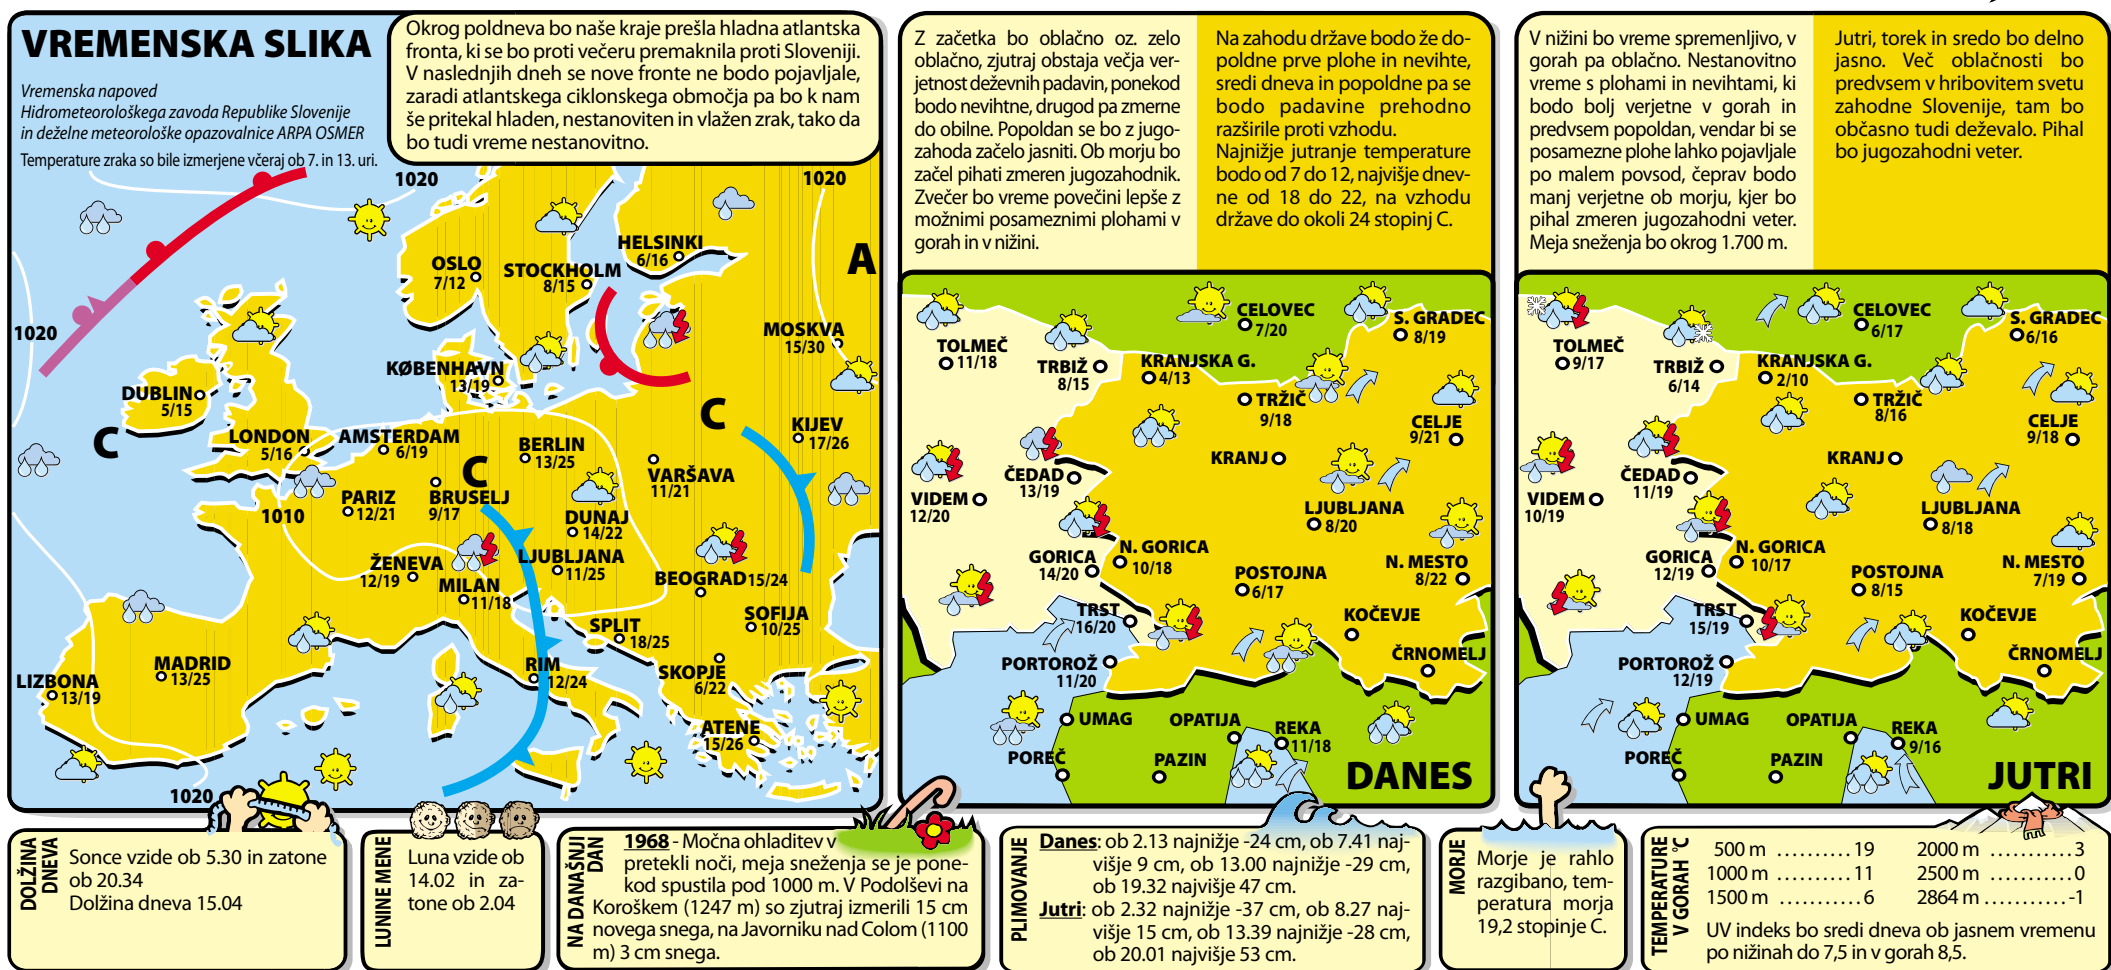 VREMENSKA SLIKA
Vremenska napoved
Hidrometeorološkega zavoda Republike Slovenije
in deželne meteorološke opazovalnice ARPA OSMER
Temperature zraka so bile izmerjene včeraj ob 7. in 13. uri.
Okrog poldneva bo naše kraje prešla hladna atlantska
fronta, ki se bo proti večeru premaknila proti Sloveniji.
V naslednjih dneh se nove fronte ne bodo pojavljale,
zaradi atlantskega ciklonskega območja pa bo k nam
še pritekal hladen, nestanoviten in vlažen zrak, tako da
bo tudi vreme nestanovitno.
1020
1020
HELSINKI
6/16
A
OSLO
7/12
STOCKHOLM
8/15
1020
MOSKVA
15/30
KØBENHAVN
13/19
DUBLIN
5/15
C
C
KIJEV
17/26
LONDON
5/16
AMSTERDAM
6/19
BERLIN
13/25
C
VARŠAVA
11/21
PARIZ
12/21
BRUSELJ
9/17
1010
DUNAJ
14/22
ŽENEVA
12/19
LJUBLJANA
11/25
MILAN
11/18
BEOGRAD 15/24
SOFIJA
10/25
SPLIT
18/25
MADRID
13/25
RIM
12/24
SKOPJE
6/22
LIZBONA
13/19
ATENE
15/26
1020
Z začetka bo oblačno oz. zelo
oblačno, zjutraj obstaja večja ver-
jetnost deževnih padavin, ponekod
bodo nevihtne, drugod pa zmerne
do obilne. Popoldan se bo z jugo-
zahoda začelo jasniti. Ob morju bo
začel pihati zmeren jugozahodnik.
Zvečer bo vreme povečini lepše z
možnimi posameznimi plohami v
gorah in v nižini.
Na zahodu države bodo že do-
poldne prve plohe in nevihte,
sredi dneva in popoldne pa se
bodo padavine prehodno
razširile proti vzhodu.
Najnižje jutranje temperature
bodo od 7 do 12, najvišje dnev-
ne od 18 do 22, na vzhodu
države do okoli 24 stopinj C.
CELOVEC
7/20
S. GRADEC
8/19
TOLMEČ
11/18
TRBIŽ
8/15
KRANJSKA G.
4/13
TRŽIČ
9/18
CELJE
9/21
KRANJ
ČEDAD
13/19
VIDEM
12/20
LJUBLJANA
8/20
GORICA
14/20
N. GORICA
10/18
N. MESTO
8/22
POSTOJNA
6/17
TRST
16/20
KOČEVJE
PORTOROŽ
11/20
ČRNOMELJ
UMAG
OPATIJA
REKA
11/18
POREČ
PAZIN
DANES
V nižini bo vreme spremenljivo, v
gorah pa oblačno. Nestanovitno
vreme s plohami in nevihtami, ki
bodo bolj verjetne v gorah in
predvsem popoldan, vendar bi se
posamezne plohe lahko pojavljale
po malem povsod, čeprav bodo
manj verjetne ob morju, kjer bo
pihal zmeren jugozahodni veter.
Meja sneženja bo okrog 1.700 m.
Jutri, torek in sredo bo delno
jasno. Več oblačnosti bo
predvsem v hribovitem svetu
zahodne Slovenije, tam bo
občasno tudi deževalo. Pihal
bo jugozahodni veter.
CELOVEC
6/17
S. GRADEC
6/16
TOLMEČ
9/17
TRBIŽ
6/14
KRANJSKA G.
2/10
TRŽIČ
8/16
CELJE
9/18
KRANJ
ČEDAD
11/19
VIDEM
10/19
LJUBLJANA
8/18
GORICA
12/19
N. GORICA
10/17
N. MESTO
7/19
POSTOJNA
8/15
TRST
15/19
KOČEVJE
PORTOROŽ
12/19
ČRNOMELJ
UMAG
OPATIJA
REKA
9/16
POREČ
PAZIN
JUTRI
DOLŽINA
DNEVA
Sonce vzide ob 5.30 in zatone
ob 20.34
Dolžina dneva 15.04
LUNINE MENE
Luna vzide ob
14.02 in za-
tone ob 2.04
NA DANAŠNJI
DAN
1968 - Močna ohladitev v
pretekli noči, meja sneženja se je pone-
kod spustila pod 1000 m. V Podolševi na
Koroškem (1247 m) so zjutraj izmerili 15 cm
novega snega, na Javorniku nad Colom (1100
m) 3 cm snega.
PLIMOVANJE
Danes: ob 2.13 najnižje -24 cm, ob 7.41 naj-
višje 9 cm, ob 13.00 najnižje -29 cm,
ob 19.32 najvišje 47 cm.
Jutri: ob 2.32 najnižje -37 cm, ob 8.27 naj-
višje 15 cm, ob 13.39 najnižje -28 cm,
ob 20.01 najvišje 53 cm.
MORJE
Morje je rahlo
razgibano, tem-
peratura morja
19,2 stopinje C.
TEMPERATURE °C
V GORAH
500 m ..........19
1000 m ..........11
1500 m ...........6
2000 m ...........3
2500 m ...........0
2864 m ..........-1
UV indeks bo sredi dneva ob jasnem vremenu
po nižinah do 7,5 in v gorah 8,5.